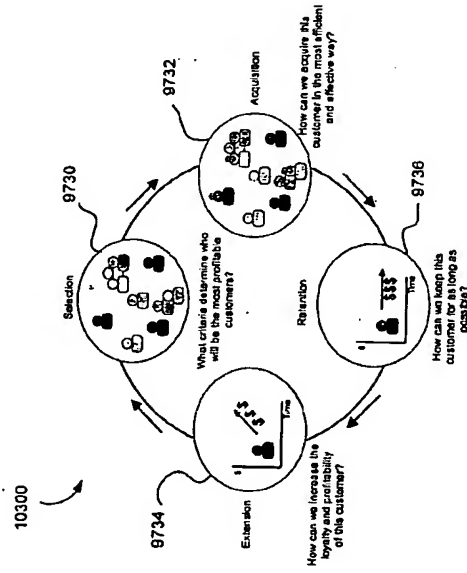 10300
9730
Selection
What criteria determine who
will be the most profitable
customers?
9732
Acquisition
How can we acquire this
customer in the most efficient
and effective way?
9736
Retention
$
$$$
Time
How can we keep this
customer for as long as
possible?
9734
Extension
$
$
$
$
Time
How can we increase the
loyalty and profitability
of this customer?